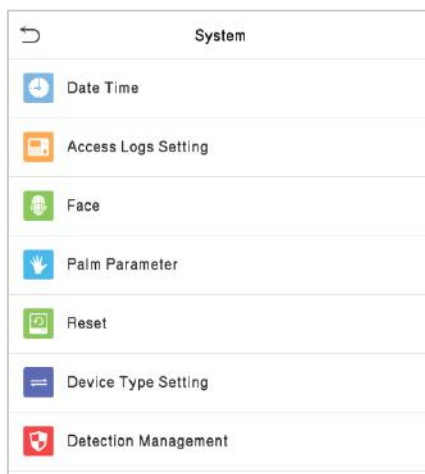 System
Date Time
Access Logs Setting
Face
Palm Parameter
Reset
Device Type Setting
Detection Management